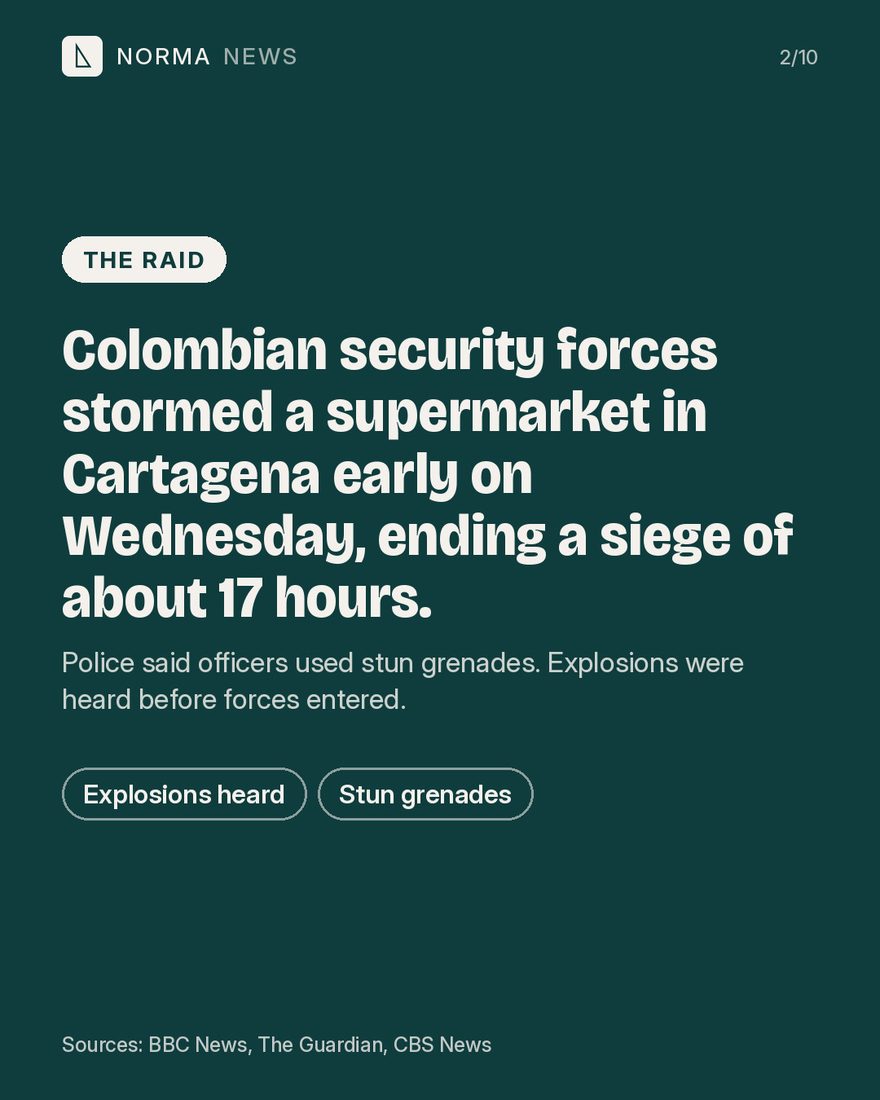 NORMA NEWS
2/10
THE RAID
Colombian security forces
stormed a supermarket in
Cartagena early on
Wednesday, ending a siege of
about 17 hours.
Police said officers used stun grenades. Explosions were
heard before forces entered.
Explosions heard
Stun grenades
Sources: BBC News, The Guardian, CBS News